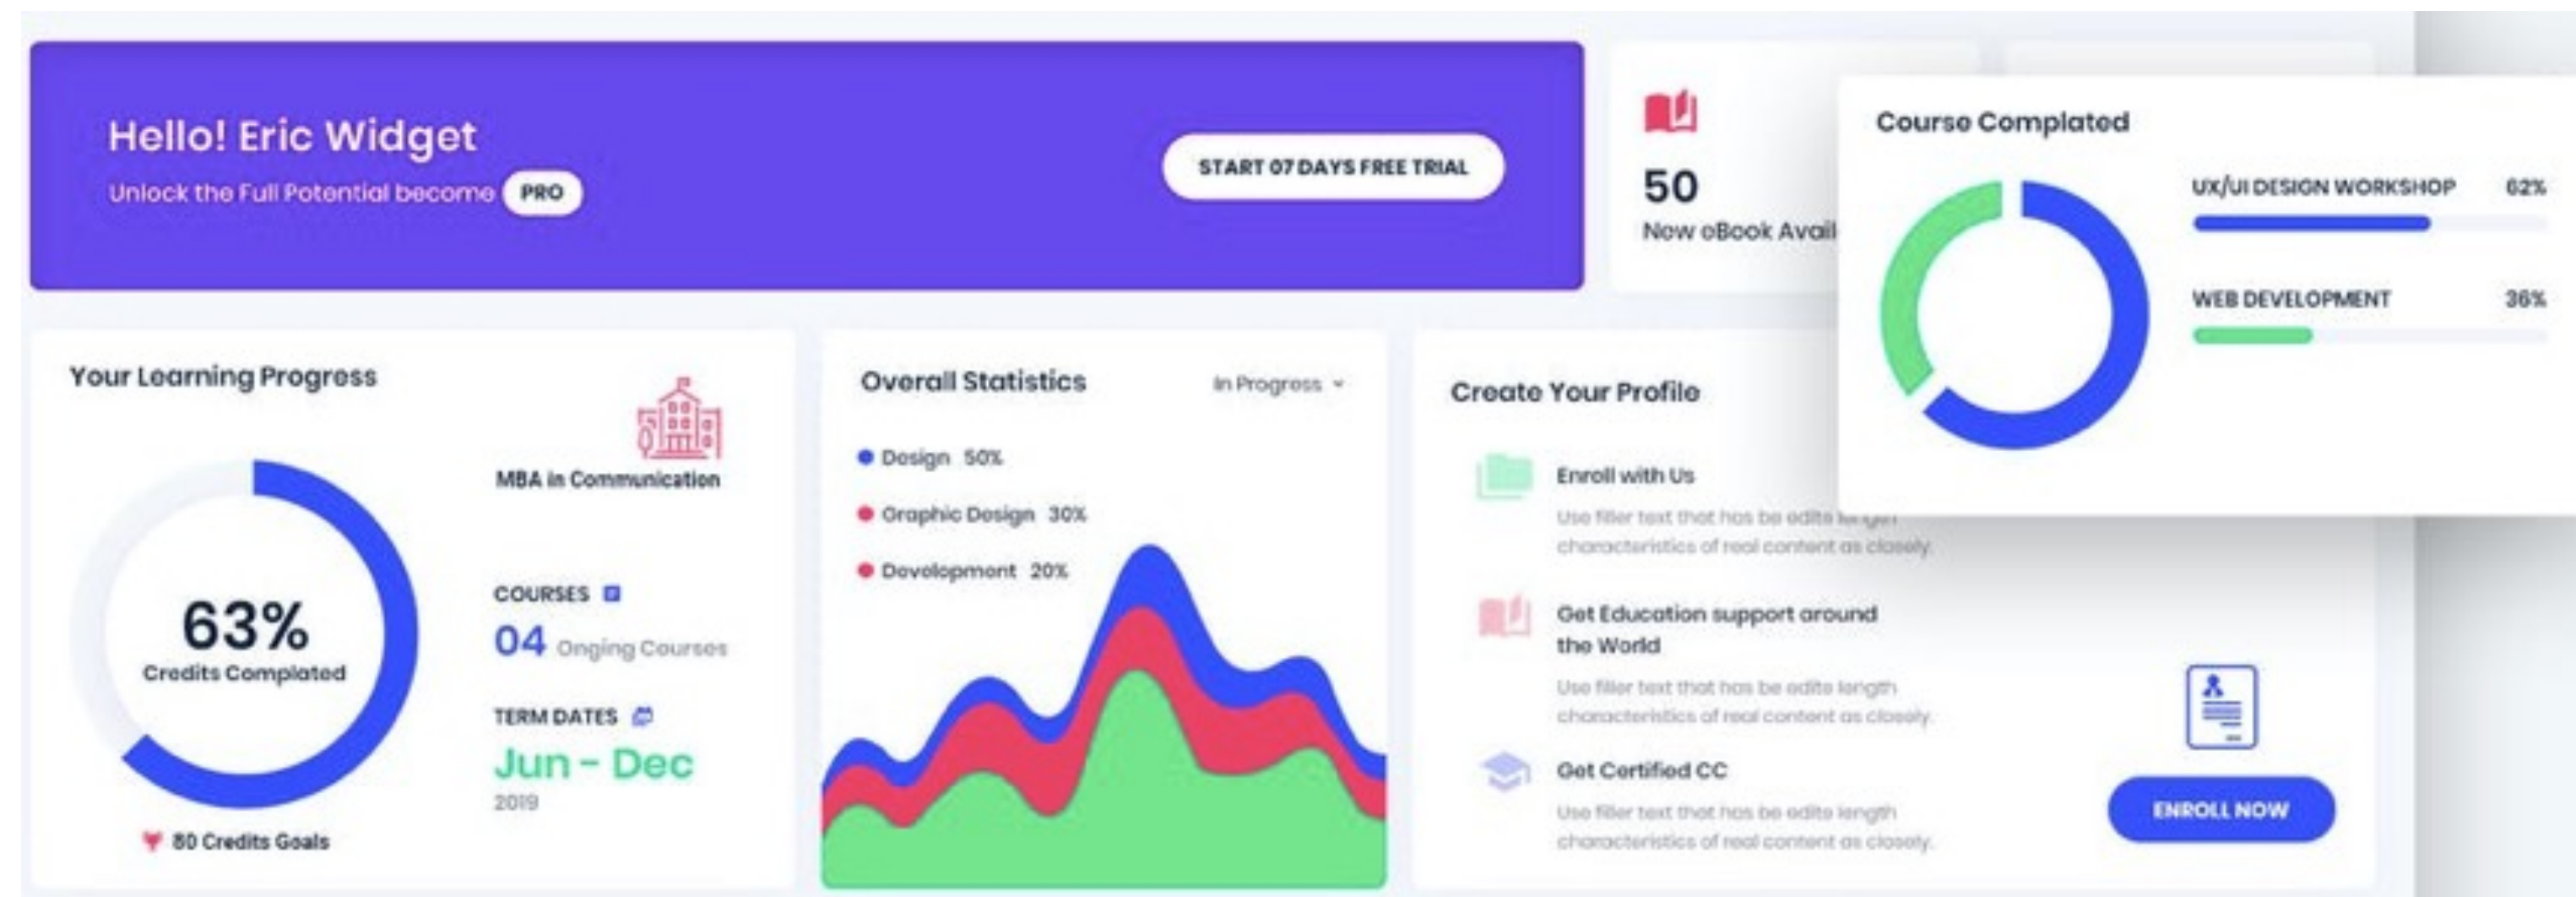 Hello! Eric Widget
Unlock the Full Potential become PRO
START 07 DAYS FREE TRIAL
50
New eBook Avail
Course Complated
UX/UI DESIGN WORKSHOP 62%
WEB DEVELOPMENT 36%
Your Learning Progress
MBA in Communication
63%
Credits Complated
80 Credits Goals
COURSES
04 Onging Courses
TERM DATES
Jun - Dec
2019
Overall Statistics
In Progress
Design 50%
Graphic Design 30%
Development 20%
Create Your Profile
Enroll with Us
Use filler text that has be edite length
characteristics of real content as closely.
Get Education support around
the World
Use filler text that has be edite length
characteristics of real content as closely.
Get Certified CC
Use filler text that has be edite length
characteristics of real content as closely.
ENROLL NOW